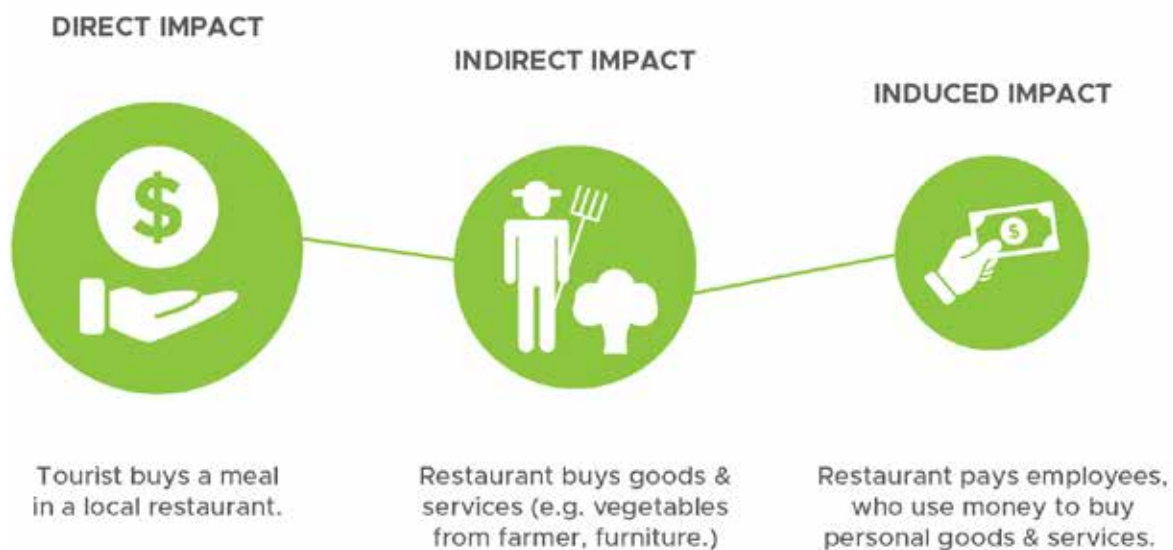 DIRECT IMPACT
INDIRECT IMPACT
INDUCED IMPACT
$
$
Tourist buys a meal
in a local restaurant.
Restaurant buys goods &
services (e.g. vegetables
from farmer, furniture.)
Restaurant pays employees,
who use money to buy
personal goods & services.